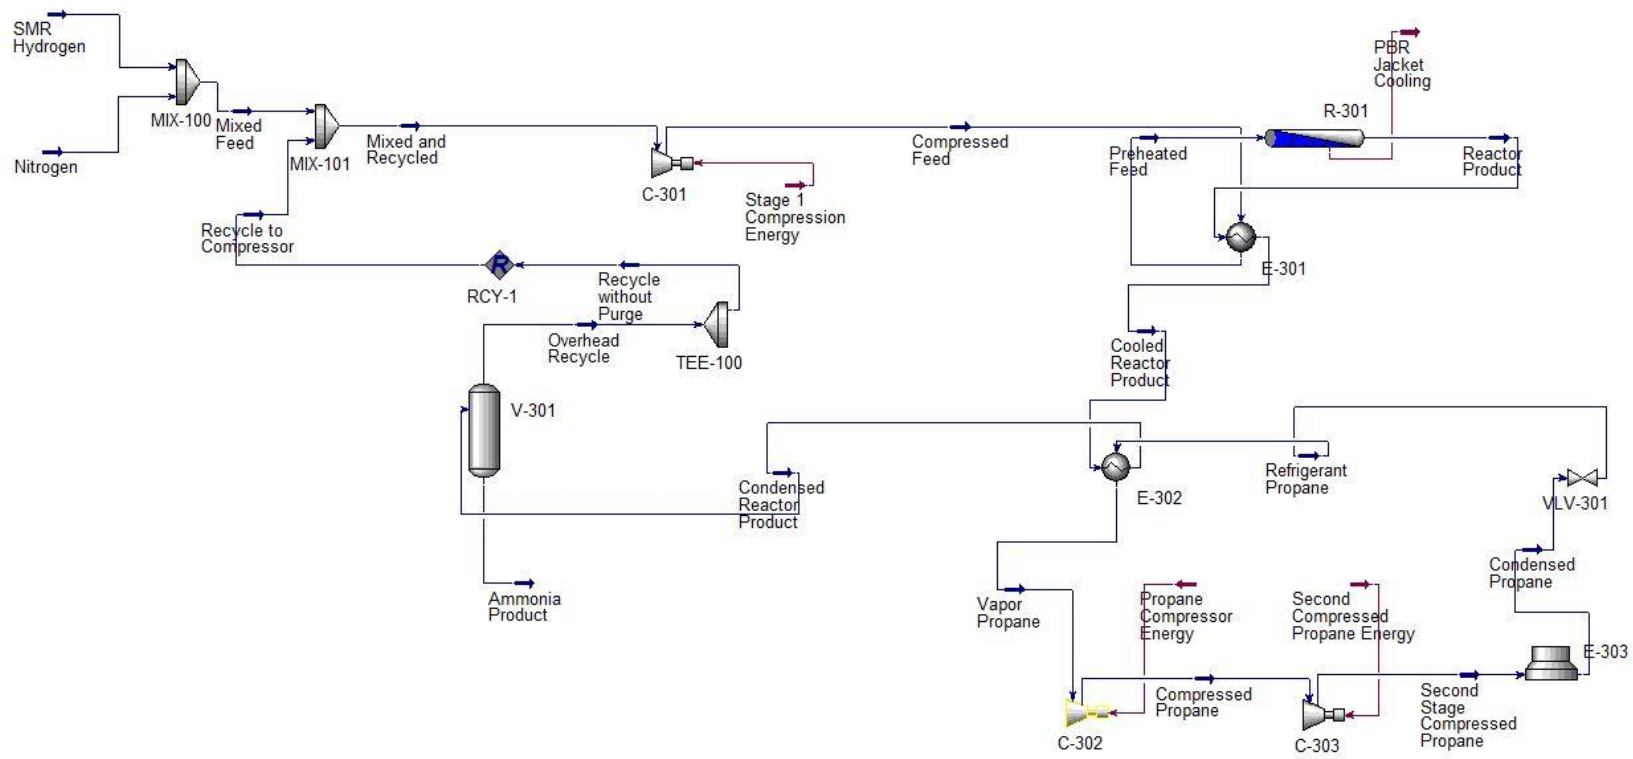 SMR
Hydrogen
MIX-100
Mixed
Feed
Nitrogen
MIX-101
Mixed and
Recycled
C-301
Stage 1
Compression
Energy
Compressed
Feed
Preheated
Feed
R-301
PBR
Jacket
Cooling
Reactor
Product
E-301
Recycle to
Compressor
R
RCY-1
Recycle
without
Purge
Overhead
Recycle
TEE-100
Cooled
Reactor
Product
V-301
Condensed
Reactor
Product
E-302
Refrigerant
Propane
VLV-301
Condensed
Propane
Ammonia
Product
Vapor
Propane
Propane
Compressor
Energy
Second
Compressed
Propane Energy
E-303
C-302
Compressed
Propane
C-303
Second
Stage
Compressed
Propane